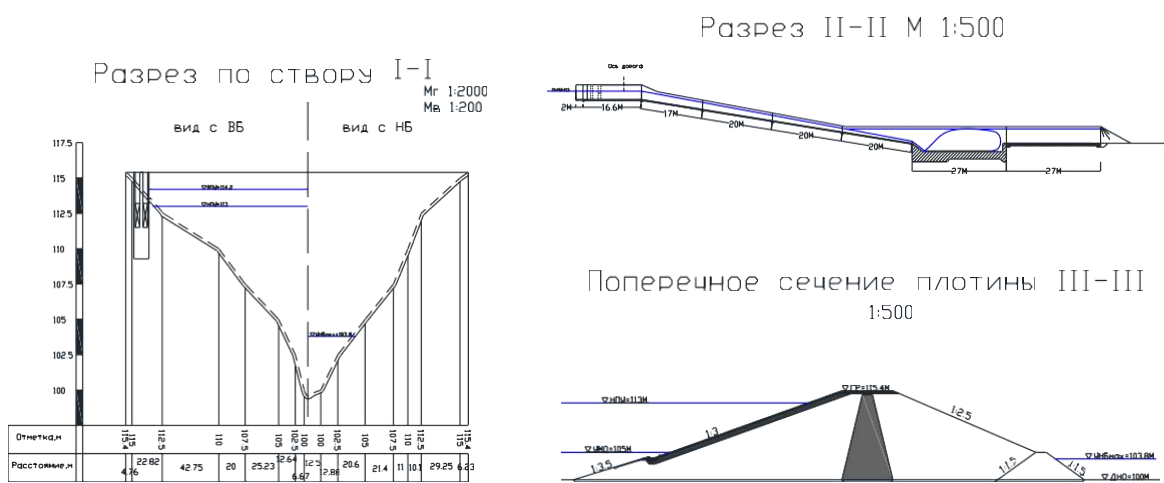 Разрез II-II М 1:500
Разрез по створу I-I
Мг 1:2000
Мв 1:200
вид с ВБ
вид с НБ
117.5
115
112.5
110
107.5
105
102.5
100
Отметка,м
115.4 115 112.5 110 107.5 105 102.5 100 100 102.5 105 107.5 110 112.5 115 115.4
Расстояние,м
4.76 22.82 42.75 20 25.23 12.64 6.67 12.5 12.86 20.6 21.4 11 10.1 29.25 6.23
Ось дороги
2М 16.6М 17М 20М 20М 20М 27М 27М
Поперечное сечение плотины III-III
1:500
▽ГР=115.4М
▽НПУ=113М
1:3
1:2.5
▽УМО=105М
1:3.5
1:1.5
1:1.5
▽УНБмах=103.8М
▽ДНО=100М